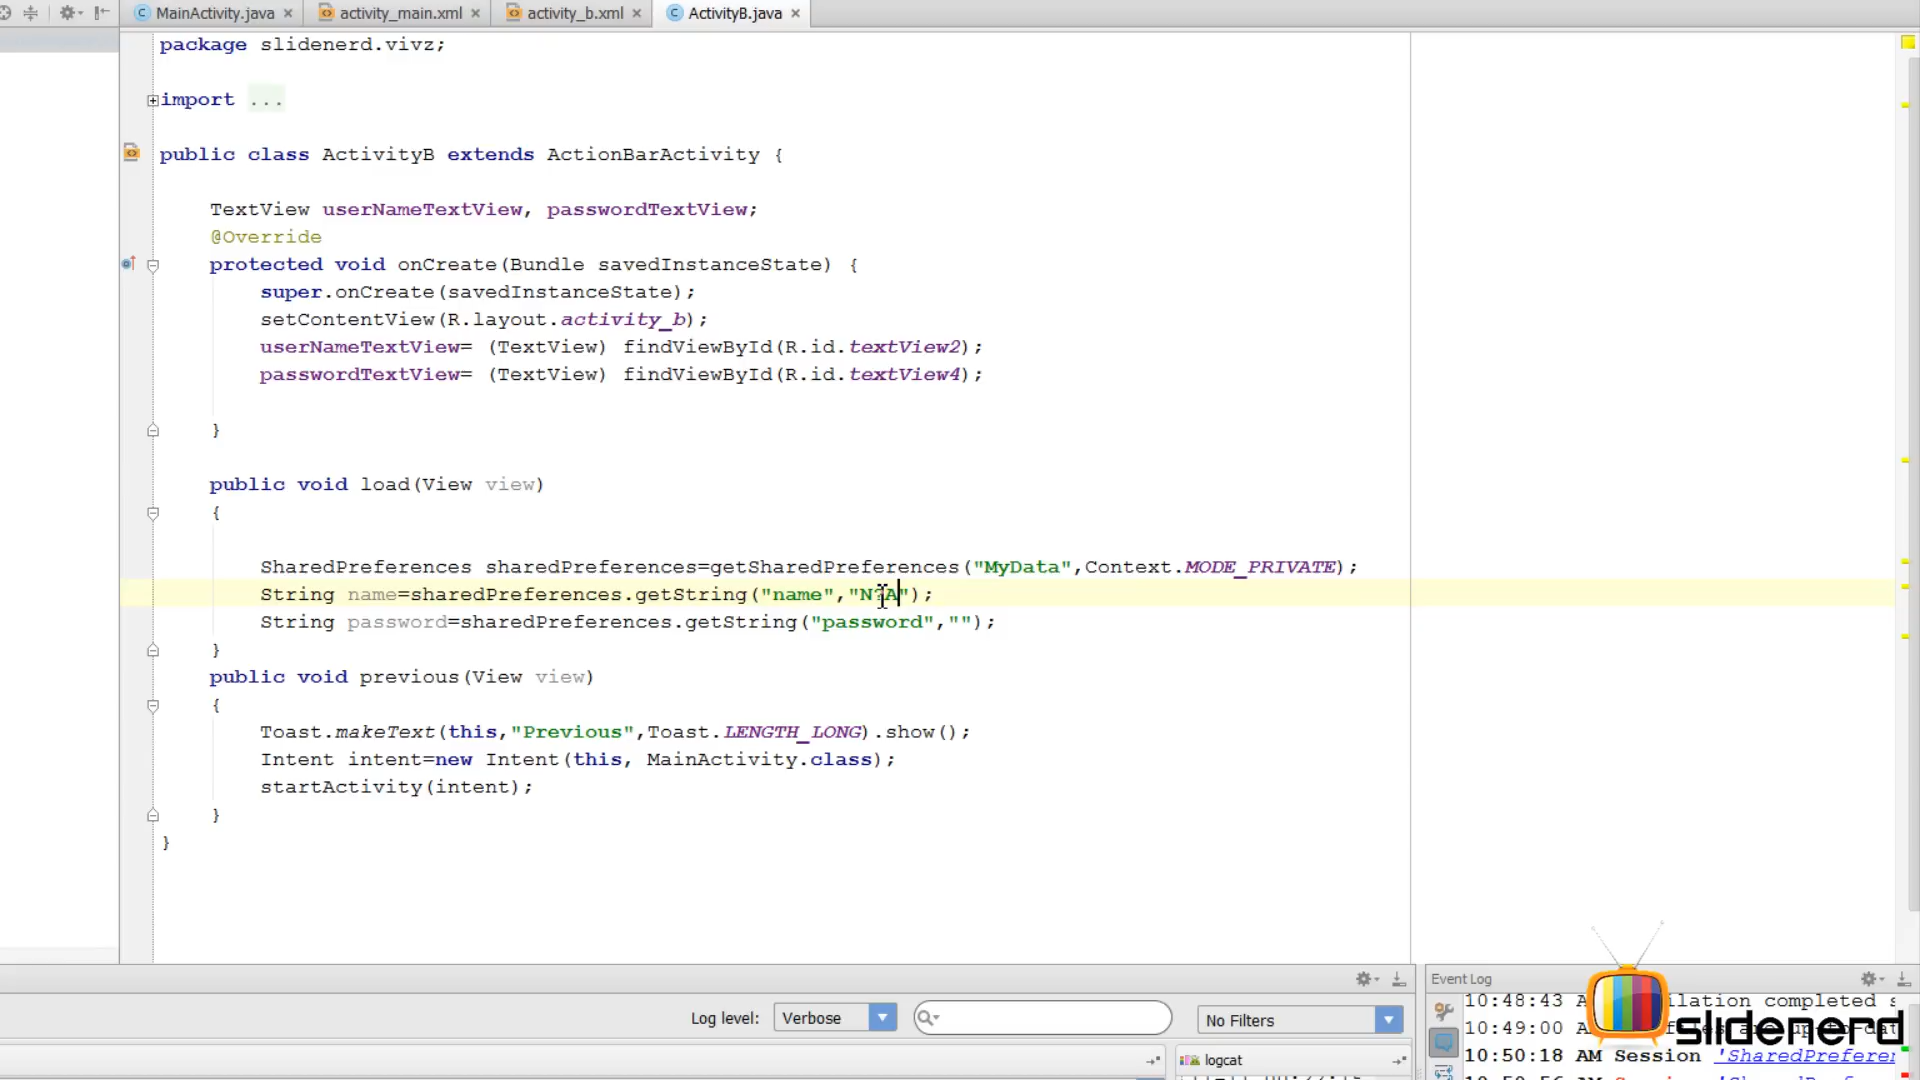 MainActivity.java activity_main.xml activity_b.xml ActivityB.java
package slidenerd.vivz;
import ...
public class ActivityB extends ActionBarActivity {
TextView userNameTextView, passwordTextView;
@Override
protected void onCreate(Bundle savedInstanceState) {
super.onCreate(savedInstanceState);
setContentView(R.layout.activity_b);
userNameTextView= (TextView) findViewById(R.id.textView2);
passwordTextView= (TextView) findViewById(R.id.textView4);
}
public void load(View view)
{
SharedPreferences sharedPreferences=getSharedPreferences("MyData",Context.MODE_PRIVATE);
String name=sharedPreferences.getString("name","N?A");
String password=sharedPreferences.getString("password","");
}
public void previous(View view)
{
Toast.makeText(this,"Previous",Toast.LENGTH_LONG).show();
Intent intent=new Intent(this, MainActivity.class);
startActivity(intent);
}
}
Event Log
Log level: Verbose No Filters
logcat
10:48:43
10:49:00
10:50:18 AM Session 'SharedPreferen
slidenerd